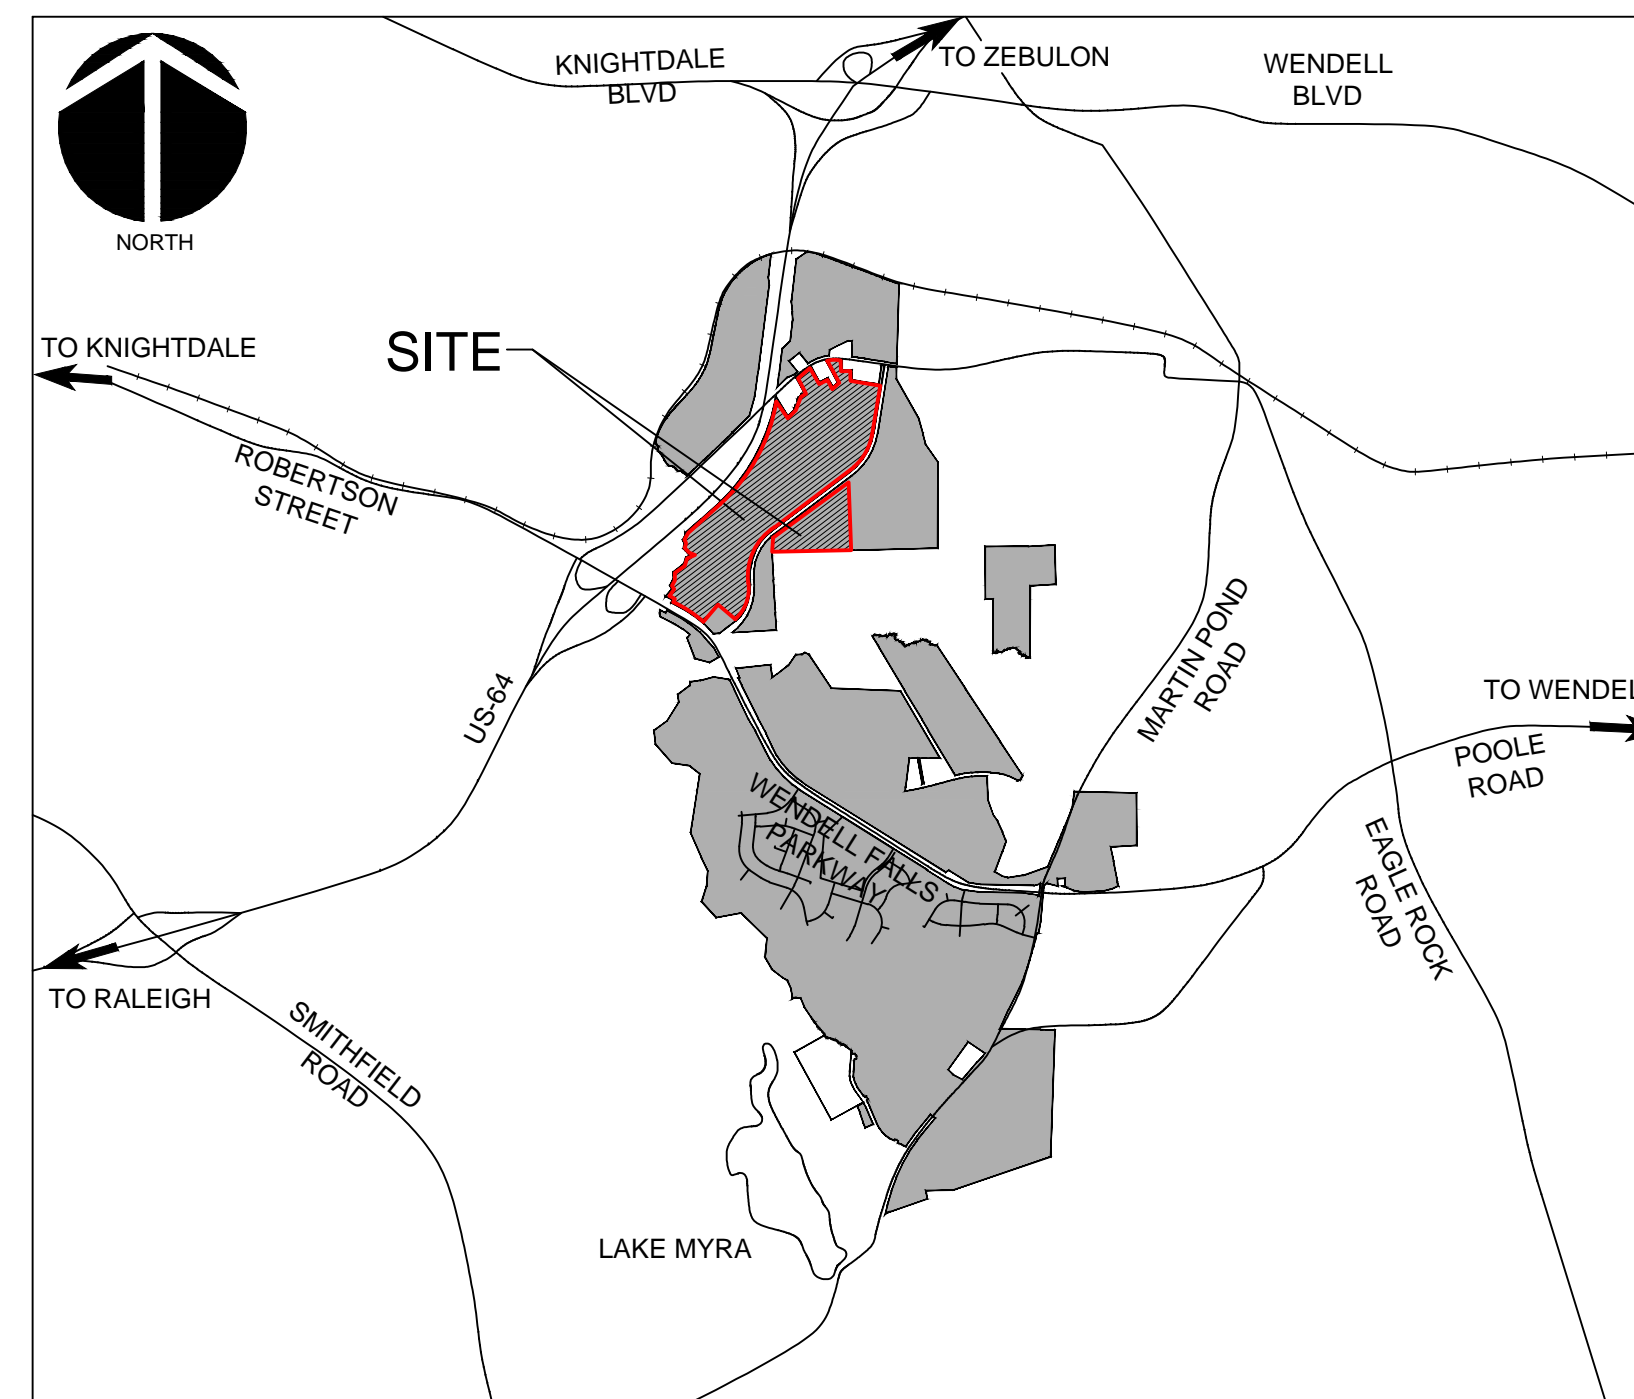 KNIGHTDALE
BLVD
TO ZEBULON
WENDELL
BLVD
NORTH
TO KNIGHTDALE
SITE
ROBERTSON
STREET
US-64
MARTIN POND
ROAD
TO WENDEL
POOLE
ROAD
WENDELL FALLS
PARKWAY
EAGLE ROCK
ROAD
TO RALEIGH
SMITHFIELD
ROAD
LAKE MYRA